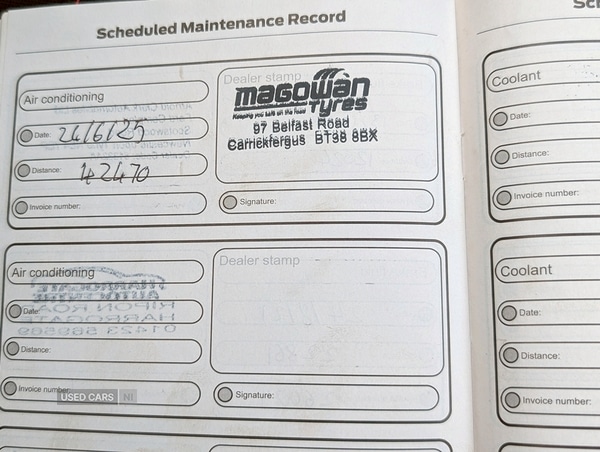 Scheduled Maintenance Record
Air conditioning
Date: 24/6/25
Distance: 42470
Invoice number:
Dealer stamp
magowan
Tyres
Keeping you safe on the road
97 Belfast Road
Carrickfergus BT38 8BX
Signature:
Coolant
Date:
Distance:
Invoice number:
Air conditioning
Date:
Distance:
Invoice number:
Dealer stamp
Signature:
Coolant
Date:
Distance:
Invoice number:
USED CARS NI